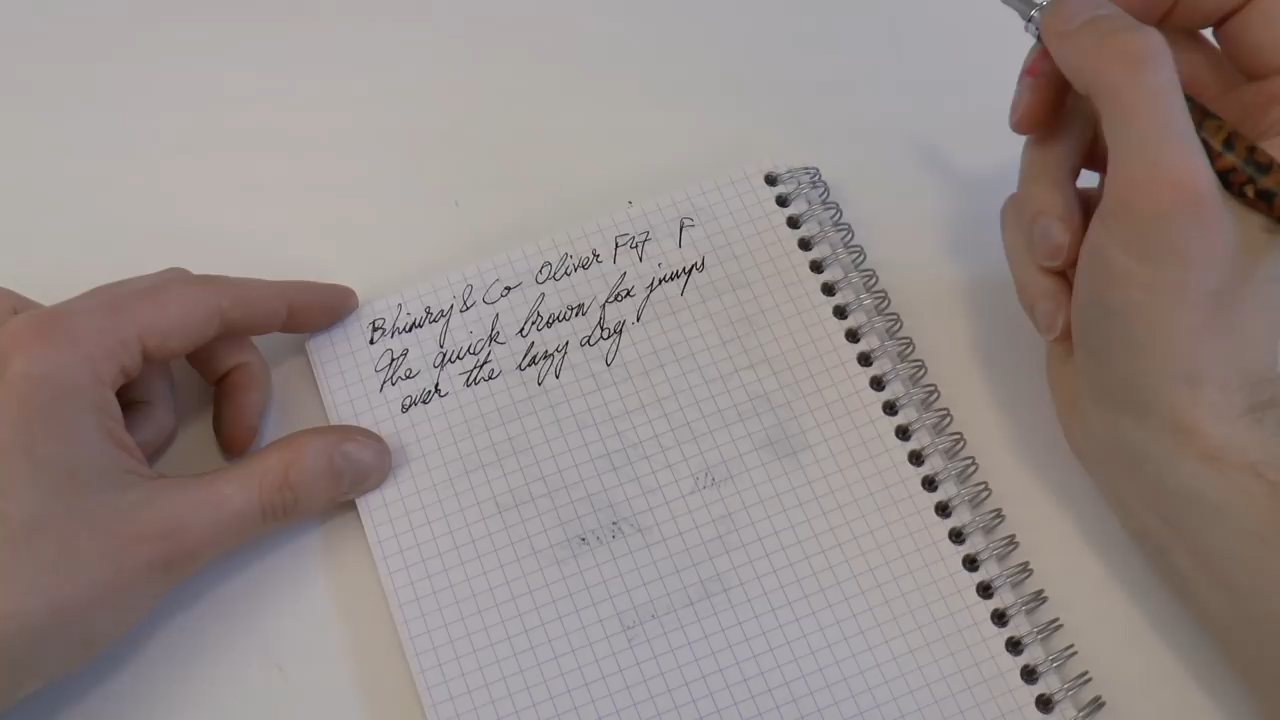 Bhimraj & Co Oliver F47 F
The quick brown fox jumps
over the lazy dog.